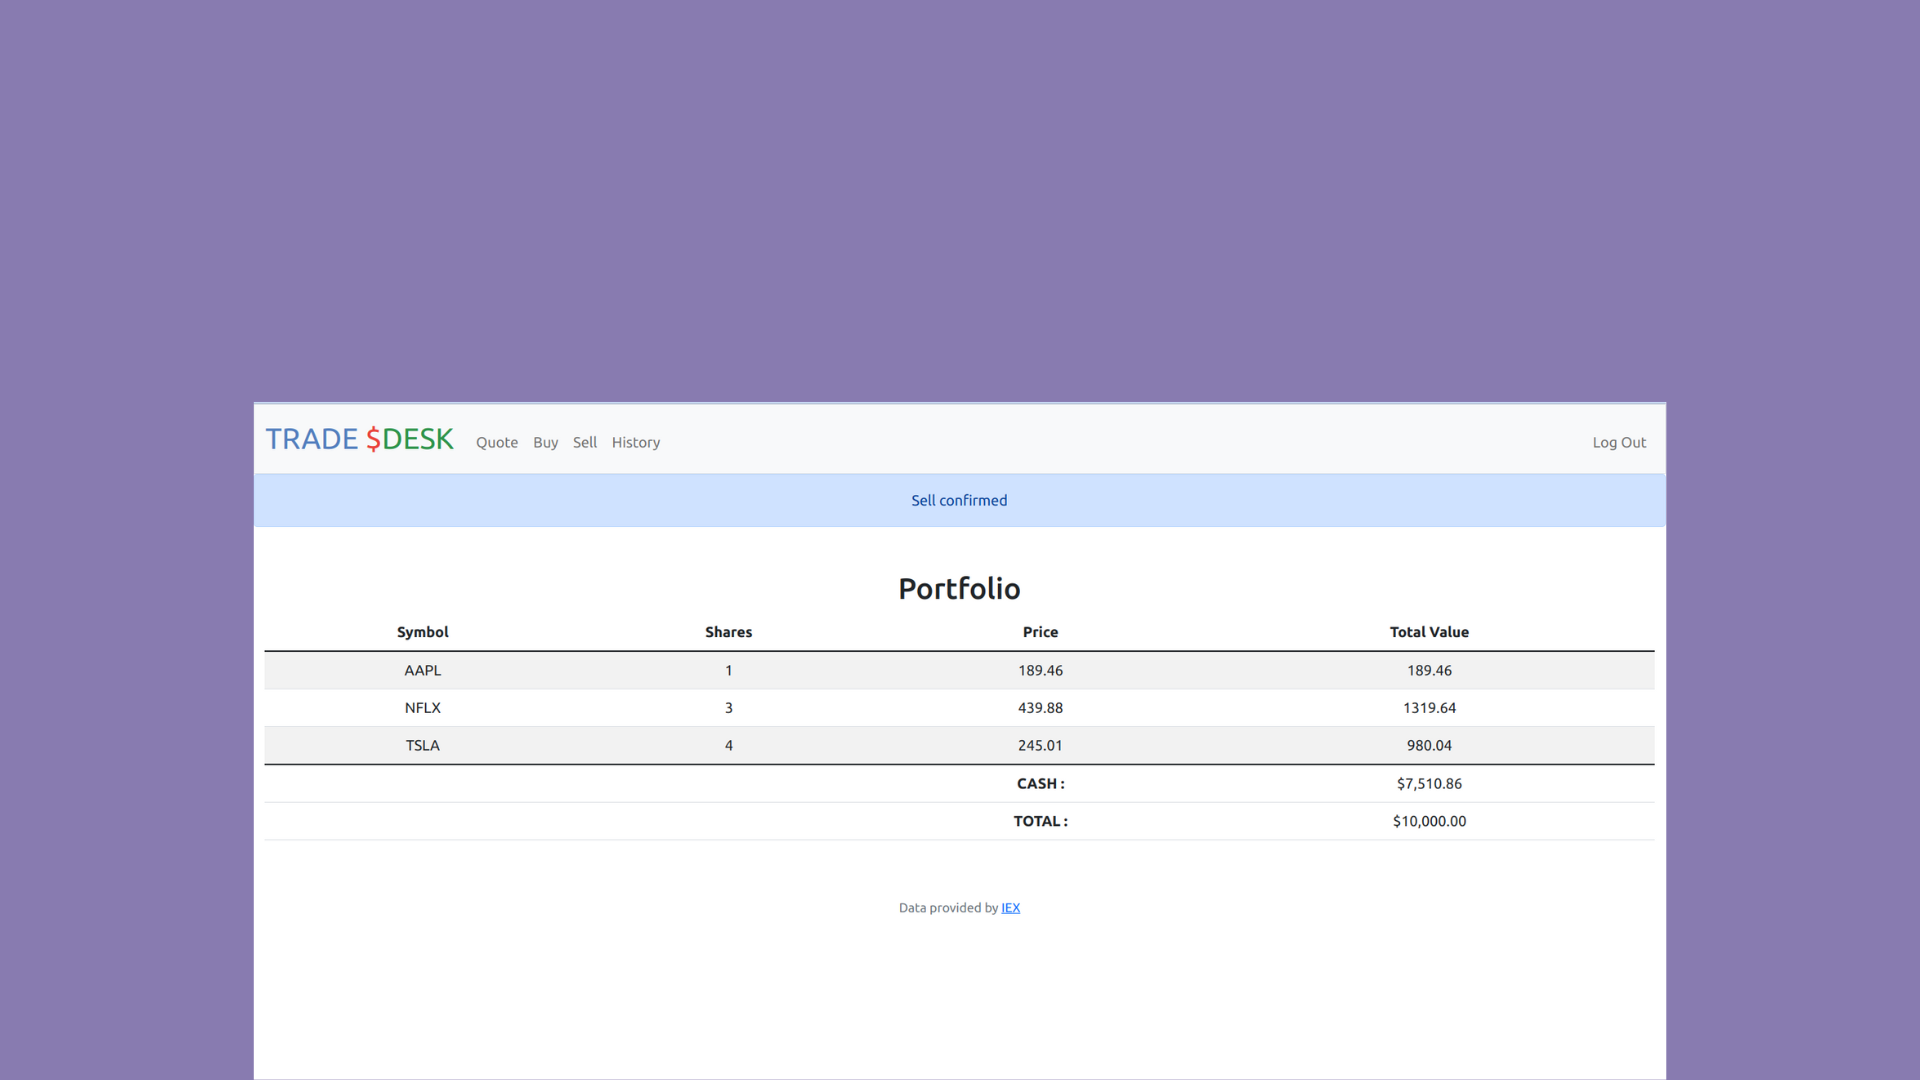 TRADE $DESK Quote Buy Sell History Log Out
Sell confirmed
Portfolio
Symbol Shares Price Total Value
AAPL 1 189.46 189.46
NFLX 3 439.88 1319.64
TSLA 4 245.01 980.04
CASH : $7,510.86
TOTAL : $10,000.00
Data provided by IEX